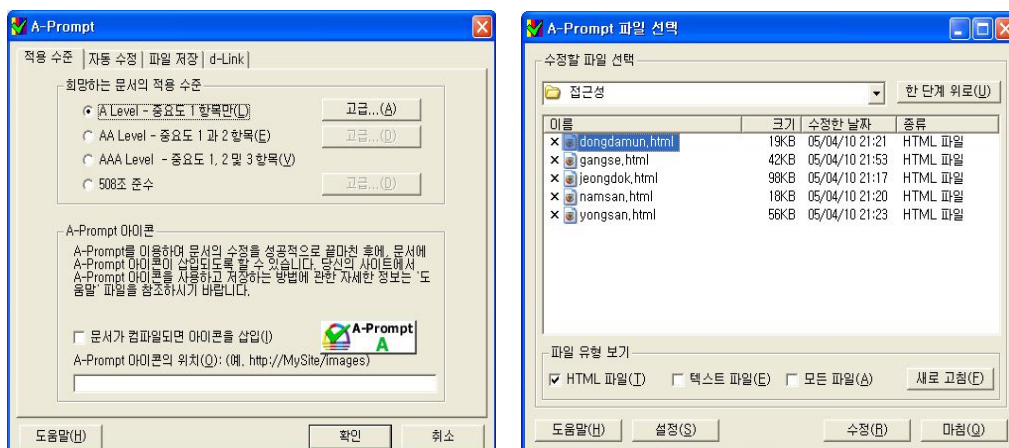 A-Prompt
적용 수준 자동 수정 파일 저장 d-Link
희망하는 문서의 적용 수준
A Level - 중요도 1 항목만(L) 고급...(A)
AA Level - 중요도 1 과 2 항목(E) 고급...(D)
AAA Level - 중요도 1, 2 및 3 항목(V)
508조 준수 고급...(D)
A-Prompt 아이콘
A-Prompt를 이용하여 문서의 수정을 성공적으로 끝마친 후에, 문서에
A-Prompt 아이콘이 삽입되도록 할 수 있습니다. 당신의 사이트에서
A-Prompt 아이콘을 사용하고 저장하는 방법에 관한 자세한 정보는 '도
움말' 파일을 참조하시기 바랍니다.
문서가 컴파일되면 아이콘을 삽입(I)
A-Prompt
A
A-Prompt 아이콘의 위치(O): (예, http://MySite/images)
도움말(H) 확인 취소
A-Prompt 파일 선택
수정할 파일 선택
접근성 한 단계 위로(U)
이름 크기 수정한 날짜 종류
dongdamun.html 19KB 05/04/10 21:21 HTML 파일
gangse.html 42KB 05/04/10 21:53 HTML 파일
jeongdok.html 98KB 05/04/10 21:17 HTML 파일
namsan.html 18KB 05/04/10 21:20 HTML 파일
yongsan.html 56KB 05/04/10 21:23 HTML 파일
파일 유형 보기
HTML 파일(T) 텍스트 파일(E) 모든 파일(A) 새로 고침(F)
도움말(H) 설정(S) 수정(R) 마침(Q)